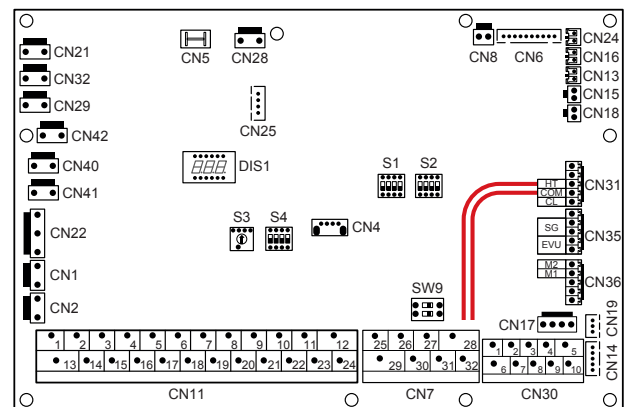 CN21
CN5
CN28
CN8
CN6
CN24
CN32
CN16
CN29
CN13
CN25
CN15
CN42
CN18
CN40
DIS1
S1
S2
CN41
HT
COM
CL
CN31
CN22
S3
S4
CN4
SG
EVU
CN35
CN1
M2
M1
CN36
CN2
SW9
CN17
CN19
1 2 3 4 5 6 7 8 9 10 11 12
13 14 15 16 17 18 19 20 21 22 23 24
CN11
25 26 27 28
29 30 31 32
CN7
1 2 3 4 5
6 7 8 9 10
CN30
CN14